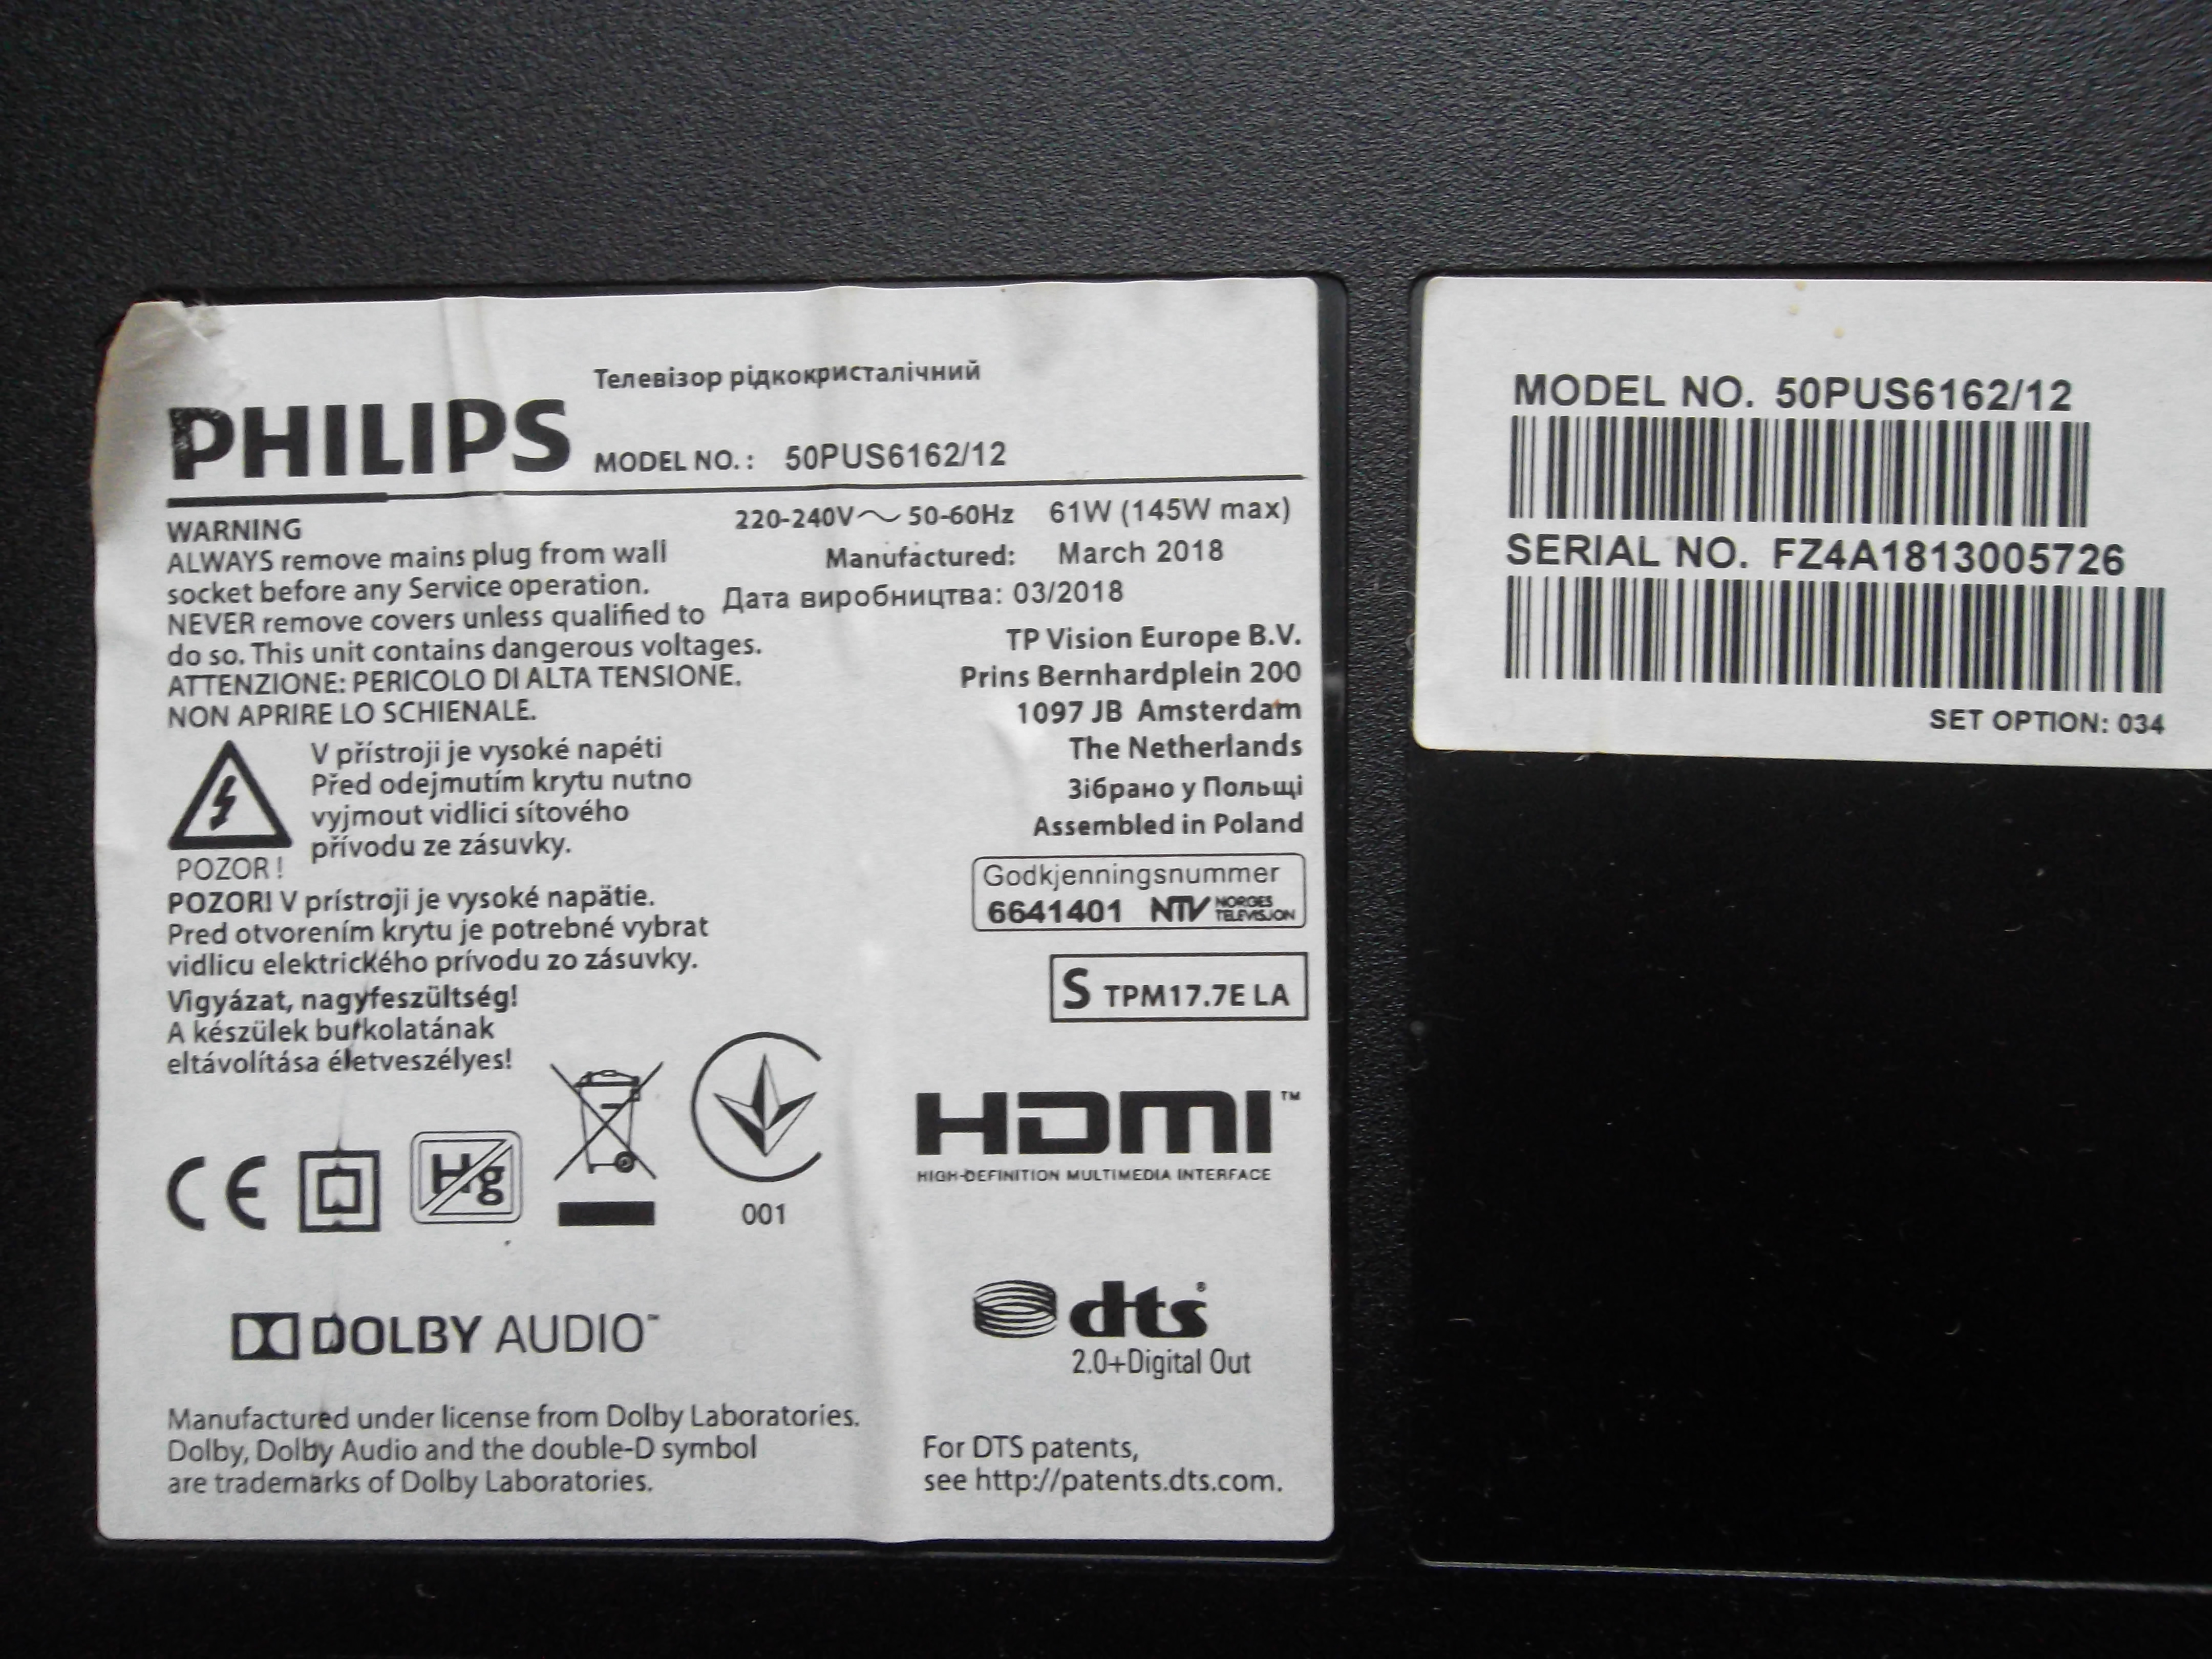 Телевізор рідкокристалічний
PHILIPS MODEL NO.: 50PUS6162/12
220-240V～ 50-60Hz 61W (145W max)
Manufactured: March 2018
Дата виробництва: 03/2018
WARNING
ALWAYS remove mains plug from wall
socket before any Service operation.
NEVER remove covers unless qualified to
do so. This unit contains dangerous voltages.
ATTENZIONE: PERICOLO DI ALTA TENSIONE.
NON APRIRE LO SCHIENALE.
V přístroji je vysoké napéti
Před odejmutím krytu nutno
vyjmout vidlici sítového
přívodu ze zásuvky.
POZOR!
POZOR! V prístroji je vysoké napätie.
Pred otvorením krytu je potrebné vybrat
vidlicu elektrického prívodu zo zásuvky.
Vigyázat, nagyfeszültség!
A készülek burkolatának
eltávolítása életveszélyes!
TP Vision Europe B.V.
Prins Bernhardplein 200
1097 JB Amsterdam
The Netherlands
Зібрано у Польщі
Assembled in Poland
Godkjenningsnummer
6641401 NTV NORGES
TELEVISJON
S TPM17.7E LA
CE
Hg
001
HDMI™
HIGH-DEFINITION MULTIMEDIA INTERFACE
DOLBY AUDIO™
dts®
2.0+Digital Out
Manufactured under license from Dolby Laboratories.
Dolby, Dolby Audio and the double-D symbol
are trademarks of Dolby Laboratories.
For DTS patents,
see http://patents.dts.com.
MODEL NO. 50PUS6162/12
SERIAL NO. FZ4A1813005726
SET OPTION: 034